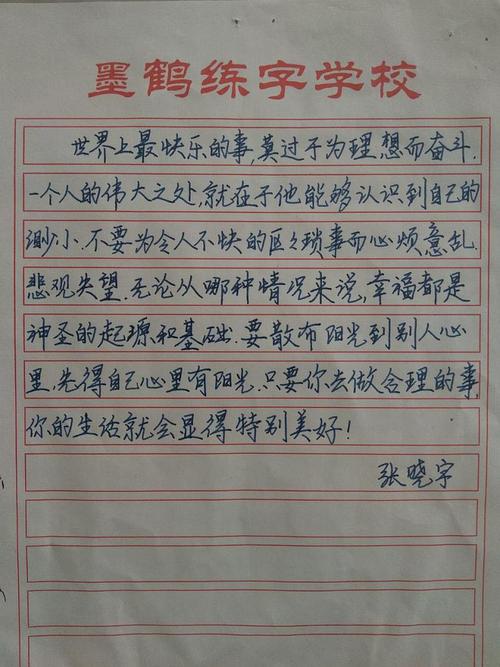 墨鹤练字学校
世界上最快乐的事,莫过于为理想而奋斗.
一个人的伟大之处,就在于他能够认识到自己的
渺小.不要为令人不快的区区琐事而心烦意乱.
悲观失望.无论从哪种情况来说,幸福都是
神圣的起源和基础.要散布阳光到别人心
里,先得自己心里有阳光.只要你去做合理的事,
你的生活就会显得特别美好!
张晓宇